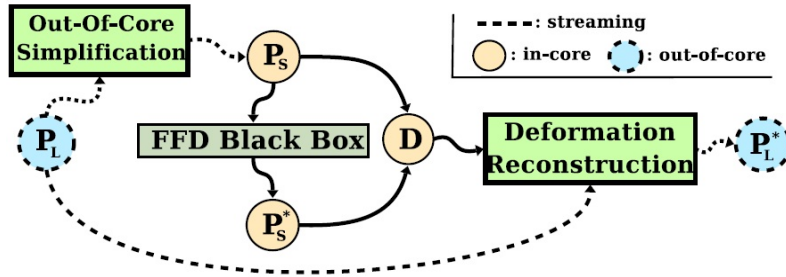 Out-Of-Core
Simplification
P_S
----: streaming
: in-core
: out-of-core
P_L
FFD Black Box
D
Deformation
Reconstruction
P_L^*
P_S^*